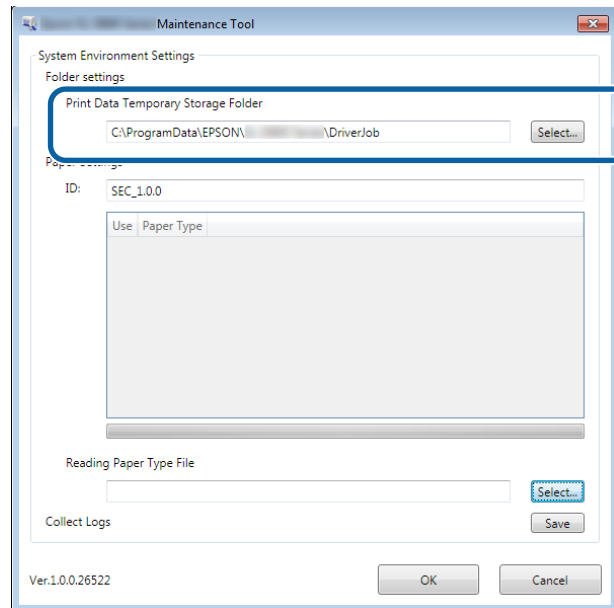 Maintenance Tool
System Environment Settings
Folder settings
Print Data Temporary Storage Folder
C:\ProgramData\EPSON\ \DriverJob Select...
ID: SEC_1.0.0
Use Paper Type
Reading Paper Type File
Select...
Collect Logs Save
Ver.1.0.0.26522 OK Cancel